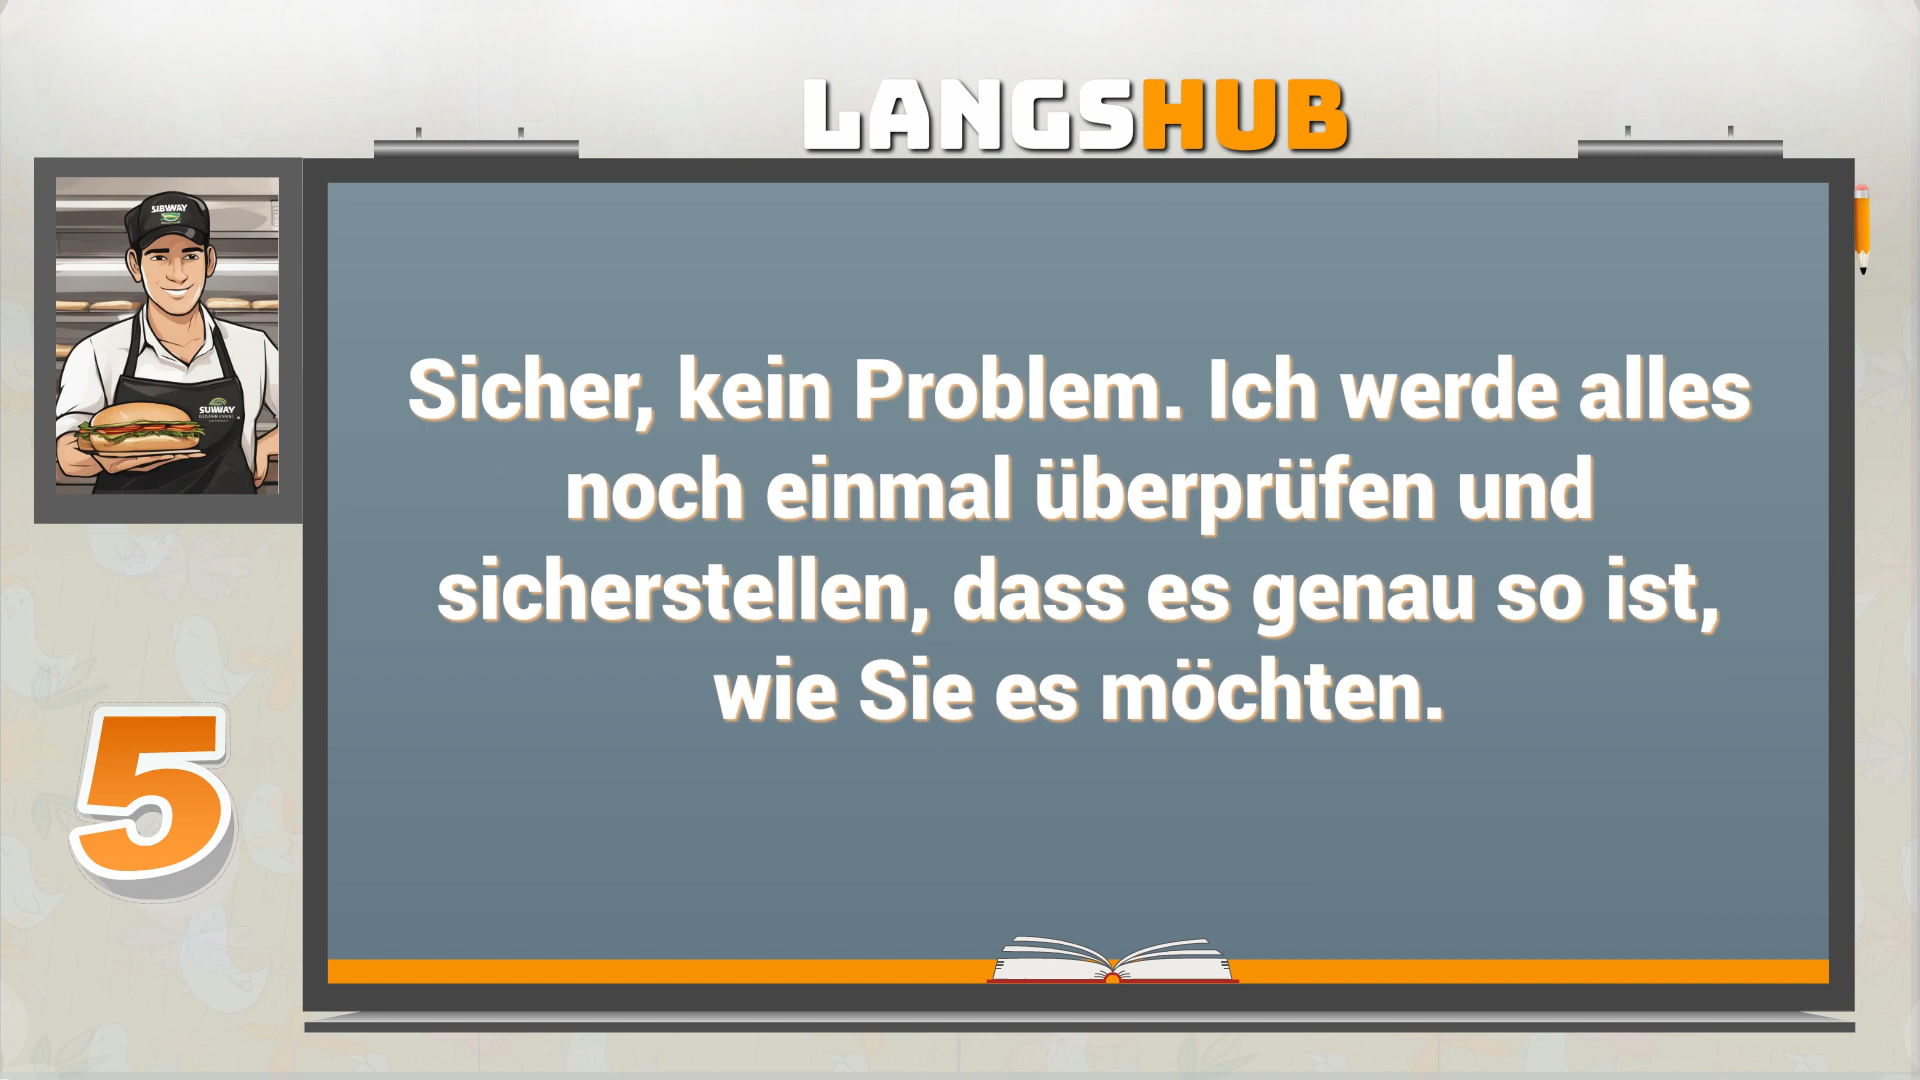 LANGSHUB
SIBWAY
SUWAY
Sicher, kein Problem. Ich werde alles
noch einmal überprüfen und
sicherstellen, dass es genau so ist,
wie Sie es möchten.
5